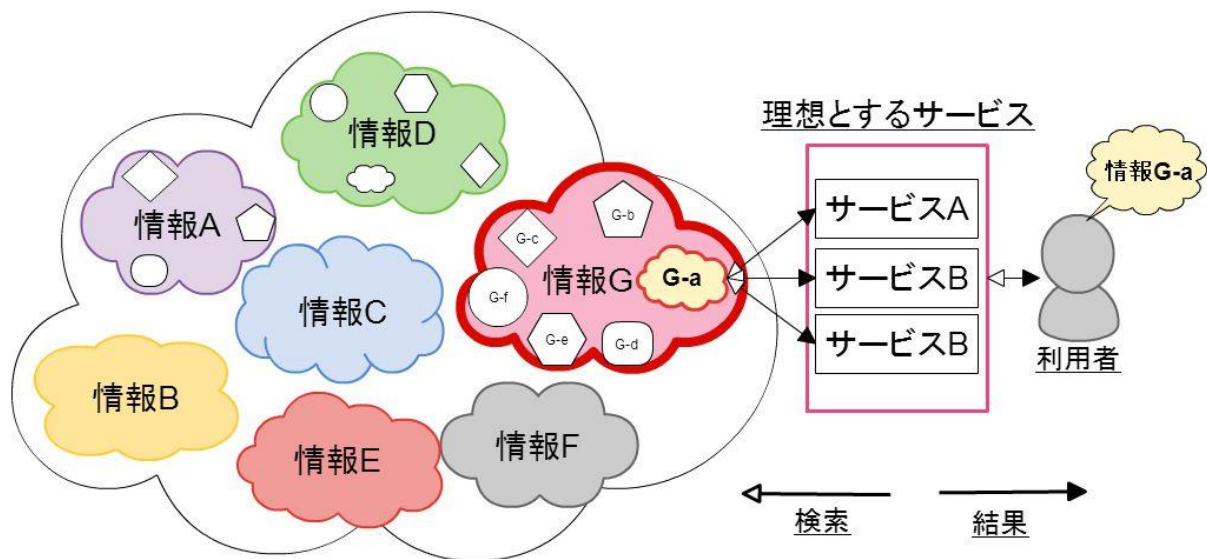 情報D
情報A
情報C
情報B
情報E
情報F
情報G
G-a
G-b
G-c
G-d
G-e
G-f
理想とするサービス
サービスA
サービスB
サービスB
情報G-a
利用者
検索
結果